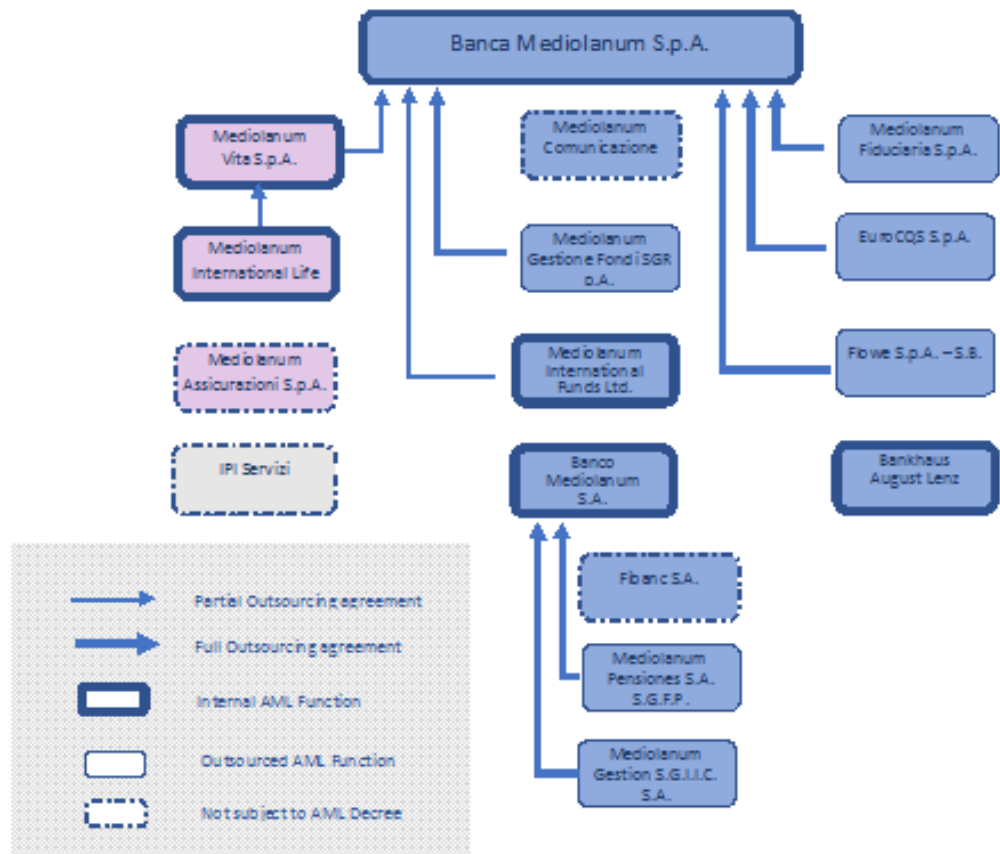 Banca Mediolanum S.p.A.
Mediolanum
Vita S.p.A.
Mediolanum
Comunicazione
Mediolanum
Fiduciaria S.p.A.
Mediolanum
International Life
Mediolanum
Gestione Fondi SGR
p.A.
EuroCQS S.p.A.
Mediolanum
Assicurazioni S.p.A.
Mediolanum
International
Funds Ltd.
Flowe S.p.A. – S.B.
IPI Servizi
Banco
Mediolanum
S.A.
Bankhaus
August Lenz
Fibanc S.A.
Mediolanum
Pensiones S.A.
S.G.F.P.
Mediolanum
Gestion S.G.I.I.C.
S.A.
Partial Outsourcing agreement
Full Outsourcing agreement
Internal AML Function
Outsourced AML Function
Not subject to AML Decree